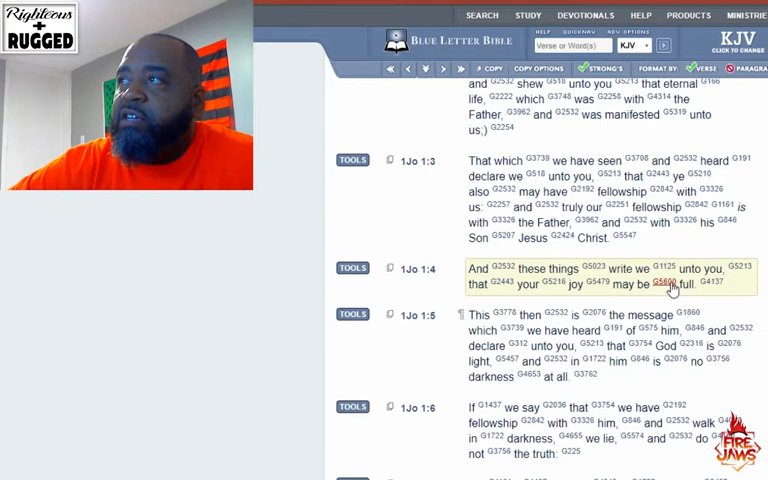 Righteous
+
RUGGED
SEARCH STUDY DEVOTIONALS HELP PRODUCTS MINISTRIE
BLUE LETTER BIBLE
HELP QUICKNAV ADV. OPTIONS
Verse or Word(s) KJV
KJV
CLICK TO CHANGE
COPY COPY OPTIONS STRONG'S FORMAT BY VERSE PARAGRA
and G2532 shew G518 unto you G5213 that eternal G166
life, G2222 which G3748 was G2258 with G4314 the
Father, G3962 and G2532 was manifested G5319 unto
us;) G2254
TOOLS 1Jo 1:3 That which G3739 we have seen G3708 and G2532 heard G191
declare we G518 unto you, G5213 that G2443 ye G5210
also G2532 may have G2192 fellowship G2842 with G3326
us: G2257 and G2532 truly our G2251 fellowship G2842 G1161 is
with G3326 the Father, G3962 and G2532 with G3326 his G846
Son G5207 Jesus G2424 Christ. G5547
TOOLS 1Jo 1:4 And G2532 these things G5023 write we G1125 unto you, G5213
that G2443 your G5216 joy G5479 may be full. G4137
TOOLS 1Jo 1:5 ¶ This G3778 then G2532 is G2076 the message G1860
which G3739 we have heard G191 of G575 him, G846 and G2532
declare G312 unto you, G5213 that G3754 God G2316 is G2076
light, G5457 and G2532 in G1722 him G846 is G2076 no G3756
darkness G4653 at all. G3762
TOOLS 1Jo 1:6 If G1437 we say G2036 that G3754 we have G2192
fellowship G2842 with G3326 him, G846 and G2532 walk
in G1722 darkness, G4655 we lie, G5574 and G2532 do
not G3756 the truth: G225
FIRE
JAWS